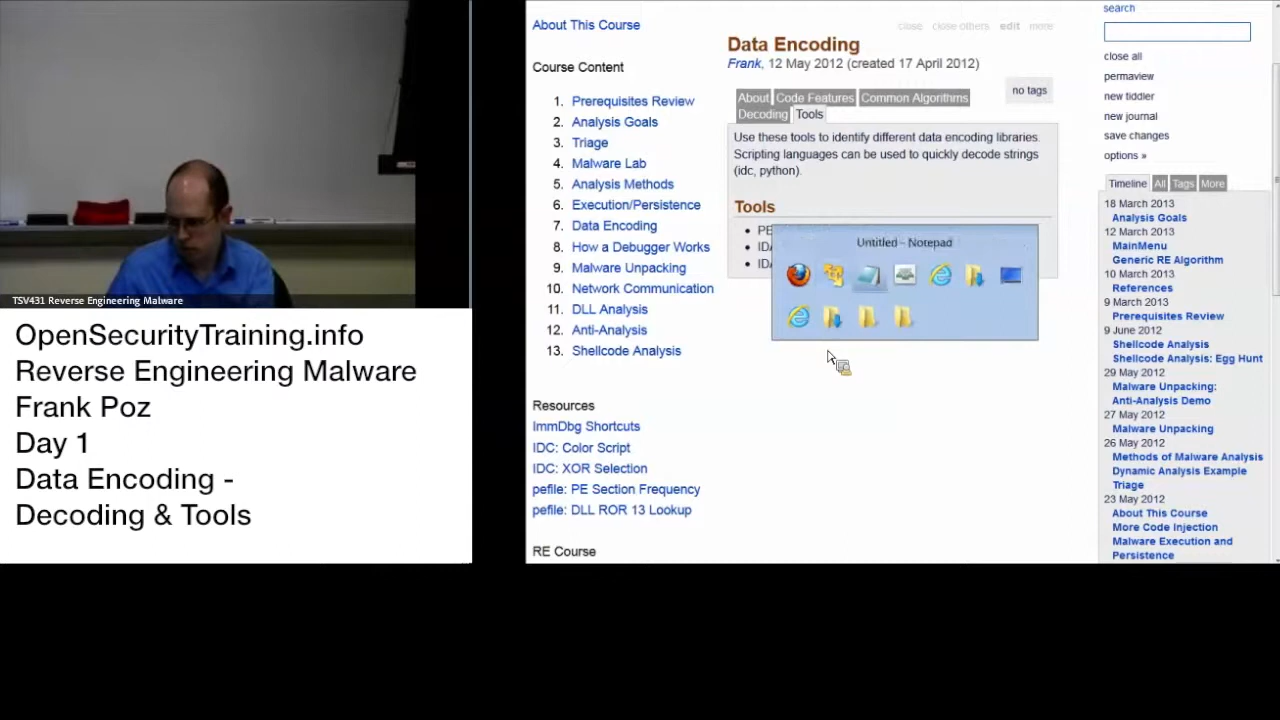 TSV431 Reverse Engineering Malware
OpenSecurityTraining.info
Reverse Engineering Malware
Frank Poz
Day 1
Data Encoding -
Decoding & Tools
About This Course
Course Content
1. Prerequisites Review
2. Analysis Goals
3. Triage
4. Malware Lab
5. Analysis Methods
6. Execution/Persistence
7. Data Encoding
8. How a Debugger Works
9. Malware Unpacking
10. Network Communication
11. DLL Analysis
12. Anti-Analysis
13. Shellcode Analysis
Resources
ImmDbg Shortcuts
IDC: Color Script
IDC: XOR Selection
pefile: PE Section Frequency
pefile: DLL ROR 13 Lookup
RE Course
close close others edit more
Data Encoding
Frank, 12 May 2012 (created 17 April 2012)
no tags
About Code Features Common Algorithms
Decoding Tools
Use these tools to identify different data encoding libraries.
Scripting languages can be used to quickly decode strings
(idc, python).
Tools
Untitled - Notepad
search
close all
permaview
new tiddler
new journal
save changes
options »
Timeline All Tags More
18 March 2013
Analysis Goals
12 March 2013
MainMenu
Generic RE Algorithm
10 March 2013
References
9 March 2013
Prerequisites Review
9 June 2012
Shellcode Analysis
Shellcode Analysis: Egg Hunt
29 May 2012
Malware Unpacking:
Anti-Analysis Demo
27 May 2012
Malware Unpacking
26 May 2012
Methods of Malware Analysis
Dynamic Analysis Example
Triage
23 May 2012
About This Course
More Code Injection
Malware Execution and
Persistence